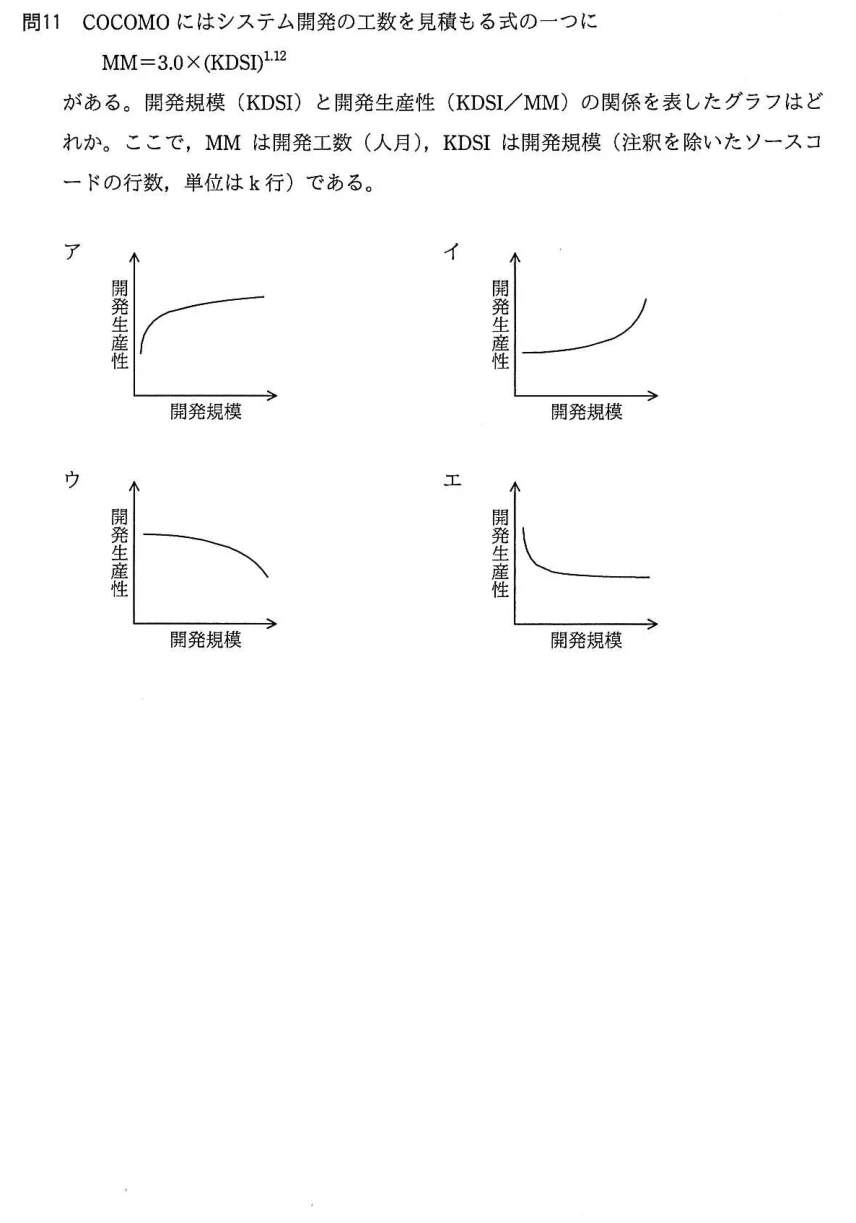 問11 COCOMO にはシステム開発の工数を見積もる式の一つに
MM=3.0×(KDSI)^1.12
がある。開発規模（KDSI）と開発生産性（KDSI／MM）の関係を表したグラフはど
れか。ここで，MM は開発工数（人月），KDSI は開発規模（注釈を除いたソースコ
ードの行数，単位は k 行）である。
ア
開発生産性
開発規模
イ
開発生産性
開発規模
ウ
開発生産性
開発規模
エ
開発生産性
開発規模